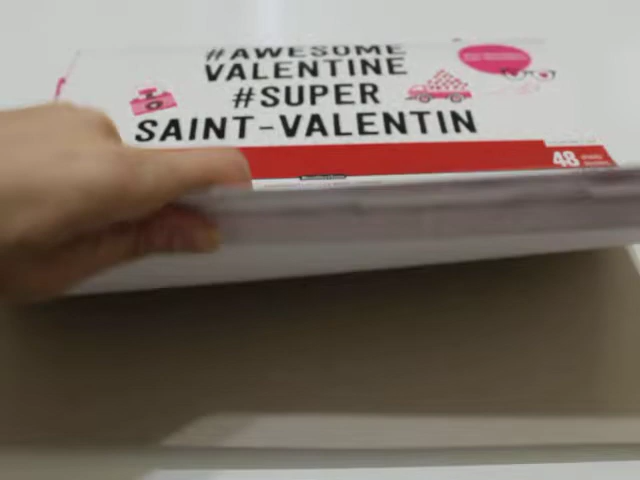 #AWESOME
VALENTINE
#SUPER
SAINT-VALENTIN
48